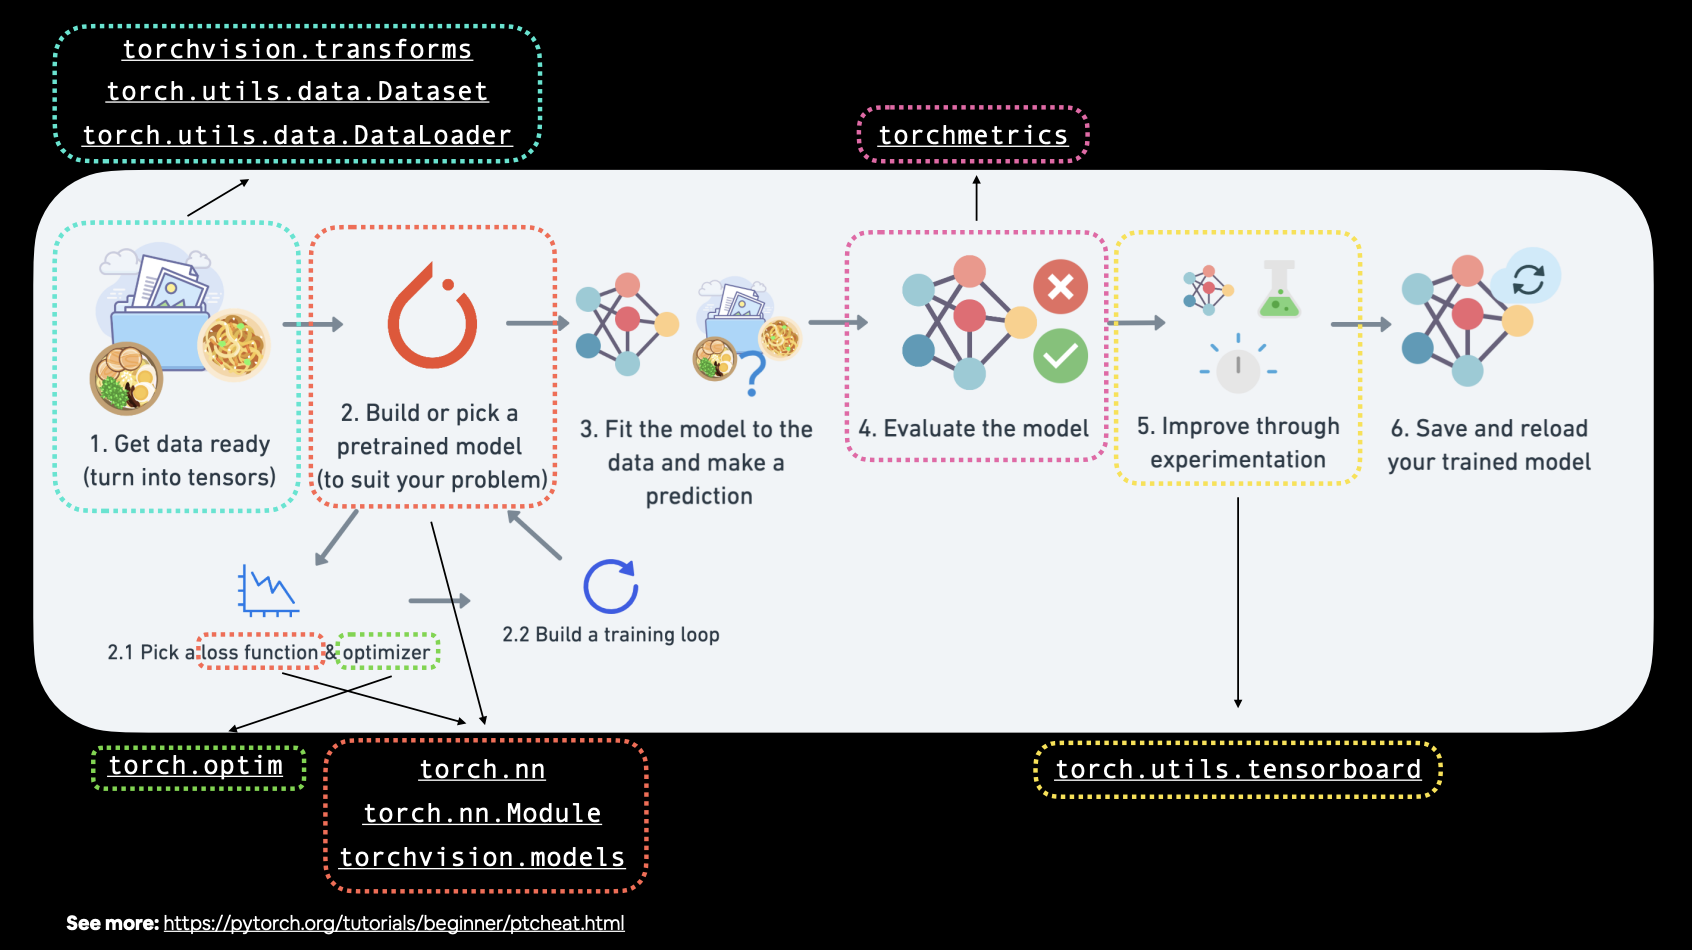 torchvision.transforms
torch.utils.data.Dataset
torch.utils.data.DataLoader
torchmetrics
1. Get data ready
(turn into tensors)
2. Build or pick a
pretrained model
(to suit your problem)
3. Fit the model to the
data and make a
prediction
4. Evaluate the model
5. Improve through
experimentation
6. Save and reload
your trained model
2.1 Pick a loss function & optimizer
2.2 Build a training loop
torch.optim
torch.nn
torch.nn.Module
torchvision.models
torch.utils.tensorboard
See more: https://pytorch.org/tutorials/beginner/ptcheat.html